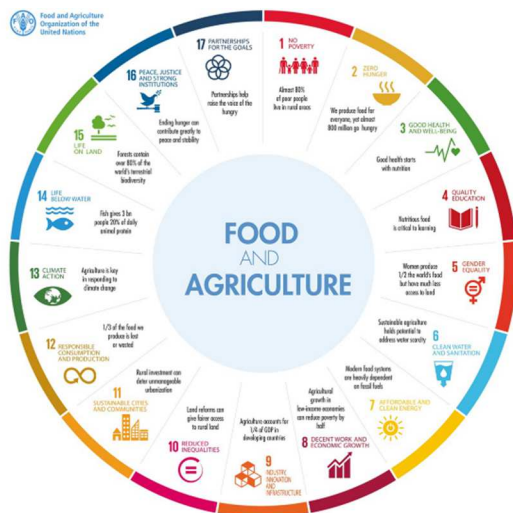 Food and Agriculture
Organization of the
United Nations
FOOD
AND
AGRICULTURE
1 NO
POVERTY
Almost 80%
of poor people
live in rural areas
2 ZERO
HUNGER
We produce food for
everyone, yet almost
800 million go hungry
3 GOOD HEALTH
AND WELL-BEING
Good health starts
with nutrition
4 QUALITY
EDUCATION
Nutritious food
is critical to learning
5 GENDER
EQUALITY
Women produce
1/2 the world's food
but have much less
access to land
6
CLEAN WATER
AND SANITATION
Sustainable agriculture
holds potential to
address water scarcity
7 AFFORDABLE AND
CLEAN ENERGY
Modern food systems
are heavily dependent
on fossil fuels
8 DECENT WORK AND
ECONOMIC GROWTH
Agricultural
growth in
low-income economies
can reduce poverty by
half
9
INDUSTRY,
INNOVATION
AND
INFRASTRUCTURE
Agriculture accounts for
1/4 of GDP in
developing countries
10 REDUCED
INEQUALITIES
Land reforms can
give fairer access
to rural land
11
SUSTAINABLE CITIES
AND COMMUNITIES
Rural investment can
deter unmanageable
urbanization
12 RESPONSIBLE
CONSUMPTION
AND PRODUCTION
1/3 of the food we
produce is lost
or wasted
13 CLIMATE
ACTION
Agriculture is key
in responding to
climate change
14 LIFE
BELOW WATER
Fish gives 3 bn
people 20% of daily
animal protein
15
LIFE
ON LAND
Forests contain
over 80% of the
world's terrestrial
biodiversity
16 PEACE, JUSTICE
AND STRONG
INSTITUTIONS
Ending hunger can
contribute greatly to
peace and stability
17 PARTNERSHIPS
FOR THE GOALS
Partnerships help
raise the voice of the
hungry